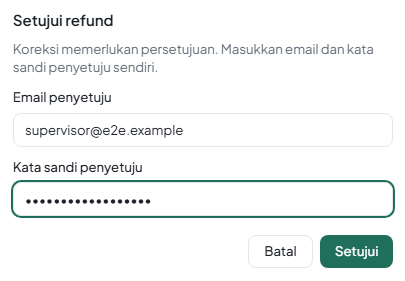 Setujui refund
Koreksi memerlukan persetujuan. Masukkan email dan kata
sandi penyetuju sendiri.
Email penyetuju
supervisor@e2e.example
Kata sandi penyetuju
••••••••••••••••••
Batal
Setujui